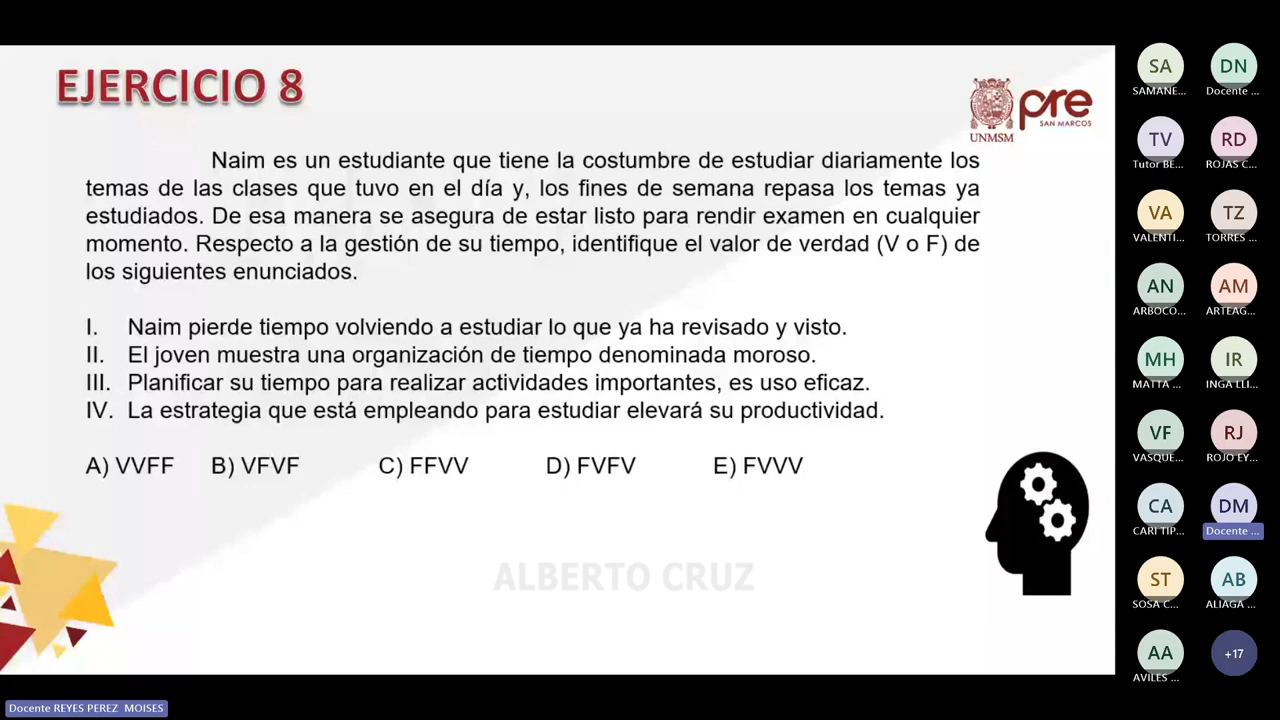 EJERCICIO 8
UNMSM
pre
SAN MARCOS
Naim es un estudiante que tiene la costumbre de estudiar diariamente los
temas de las clases que tuvo en el día y, los fines de semana repasa los temas ya
estudiados. De esa manera se asegura de estar listo para rendir examen en cualquier
momento. Respecto a la gestión de su tiempo, identifique el valor de verdad (V o F) de
los siguientes enunciados.
I. Naim pierde tiempo volviendo a estudiar lo que ya ha revisado y visto.
II. El joven muestra una organización de tiempo denominada moroso.
III. Planificar su tiempo para realizar actividades importantes, es uso eficaz.
IV. La estrategia que está empleando para estudiar elevará su productividad.
A) VVFF B) VFVF C) FFVV D) FVFV E) FVVV
ALBERTO CRUZ
Docente REYES PEREZ MOISES
SA DN
SAMANE... Docente ...
TV RD
Tutor BE... ROJAS C...
VA TZ
VALENTI... TORRES ...
AN AM
ARBOCO... ARTEAG...
MH IR
MATTA ... INGA LLI...
VF RJ
VASQUE... ROJO EY...
CA DM
CARI TIP... Docente ...
ST AB
SOSA C... ALIAGA ...
AA +17
AVILES ...